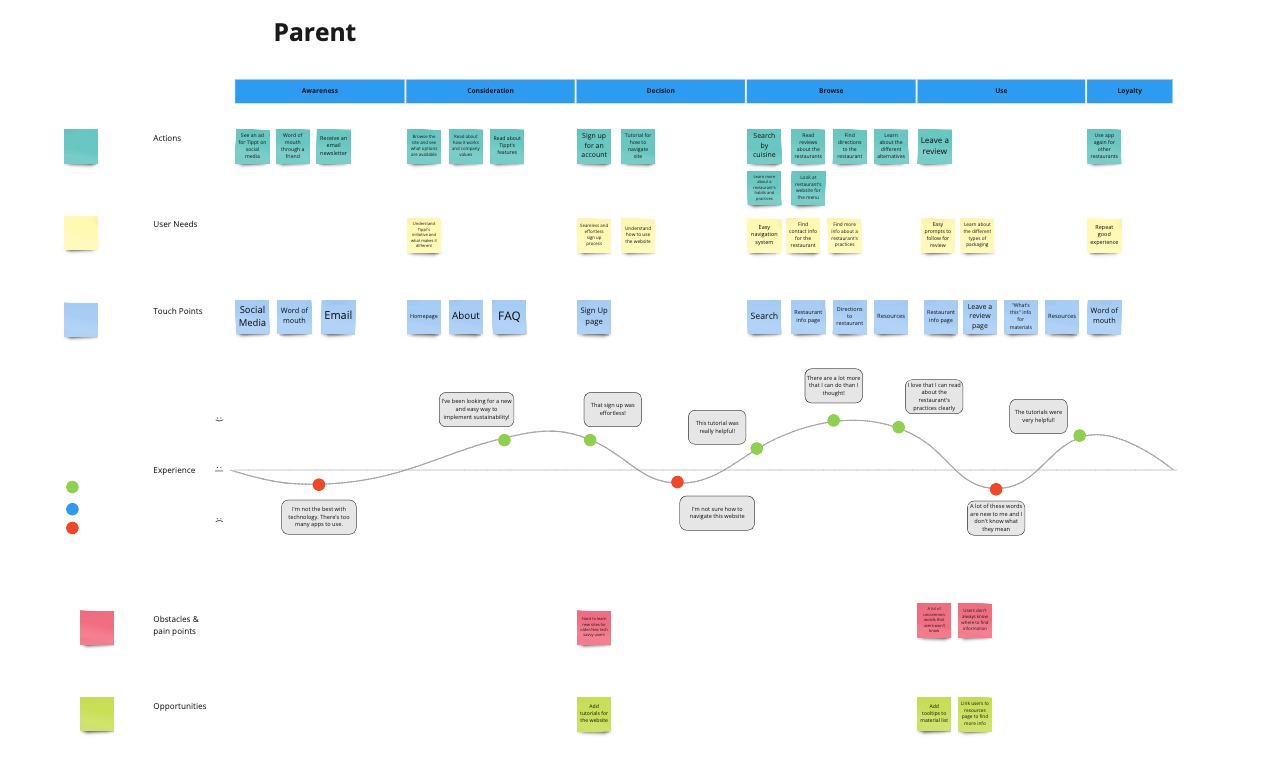 Parent
Awareness
Consideration
Decision
Browse
Use
Loyalty
Actions
See an ad
for Tippt on
social
media
Word of
mouth
through a
friend
Receive an
email
newsletter
Browse the
site and see
what options
are available
Read about
how it works
and company
values
Read about
Tippt's
features
Sign up
for an
account
Tutorial for
how to
navigate
site
Search
by
cuisine
Read
reviews
about the
restaurants
Find
directions
to the
restaurant
Learn
about the
different
alternatives
Leave a
review
Use app
again for
other
restaurants
Learn more
about a
restaurant's
habits and
practices
Look at
restaurant's
website for
the menu
User Needs
Understand
Tippt's
initiative and
what makes it
different
Seamless and
effortless
sign up
process
Understand
how to use
the website
Easy
navigation
system
Find
contact info
for the
restaurant
Find more
info about a
restaurant's
practices
Easy
prompts to
follow for
review
Learn about
the different
types of
packaging
Repeat
good
experience
Touch Points
Social
Media
Word of
mouth
Email
Homepage
About
FAQ
Sign Up
page
Search
Restaurant
info page
Directions
to
restaurant
Resources
Restaurant
info page
Leave a
review
page
"What's
this" info
for
materials
Resources
Word of
mouth
I've been looking for a new
and easy way to
implement sustainability!
That sign up was
effortless!
This tutorial was
really helpful!
There are a lot more
that I can do than I
thought!
I love that I can read
about the
restaurant's
practices clearly
The tutorials were
very helpful!
Experience
I'm not the best with
technology. There's too
many apps to use.
I'm not sure how to
navigate this website
A lot of these words
are new to me and I
don't know what
they mean
Obstacles &
pain points
Hard to learn
new sites for
older/less tech
savvy users
A lot of
uncommon
words that
users won't
know
Users don't
always know
where to find
information
Opportunities
Add
tutorials for
the website
Add
tooltips to
material list
Link users to
resources
page to find
more info